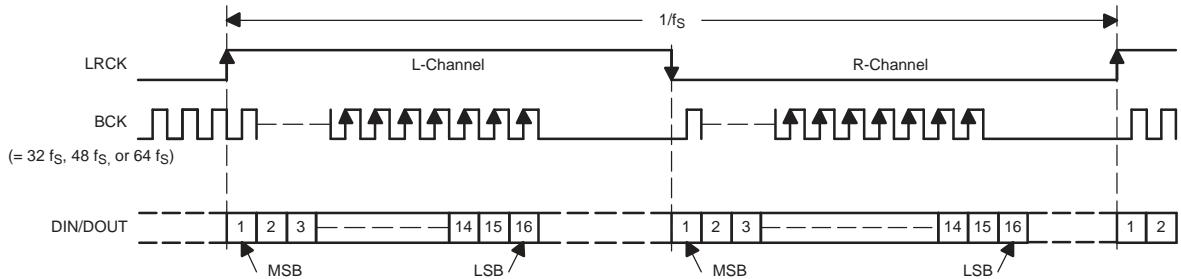 1/fS
LRCK
L-Channel
R-Channel
BCK
(= 32 fS, 48 fS, or 64 fS)
DIN/DOUT
1 2 3 14 15 16 1 2 3 14 15 16 1 2
MSB LSB MSB LSB